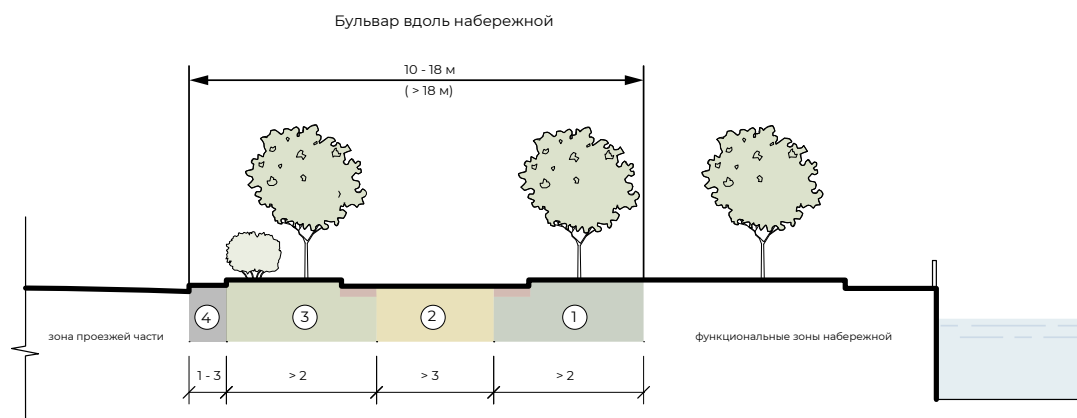 Бульвар вдоль набережной
10 - 18 м
( > 18 м)
4
3
2
1
зона проезжей части
функциональные зоны набережной
1 - 3
> 2
> 3
> 2